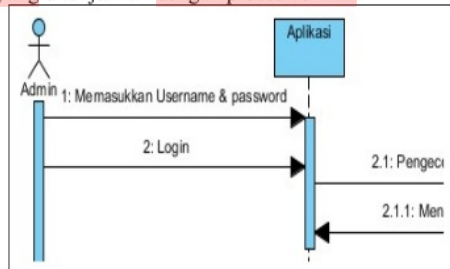 Aplikasi
Admin
1: Memasukkan Username & password
2: Login
2.1: Pengec
2.1.1: Men